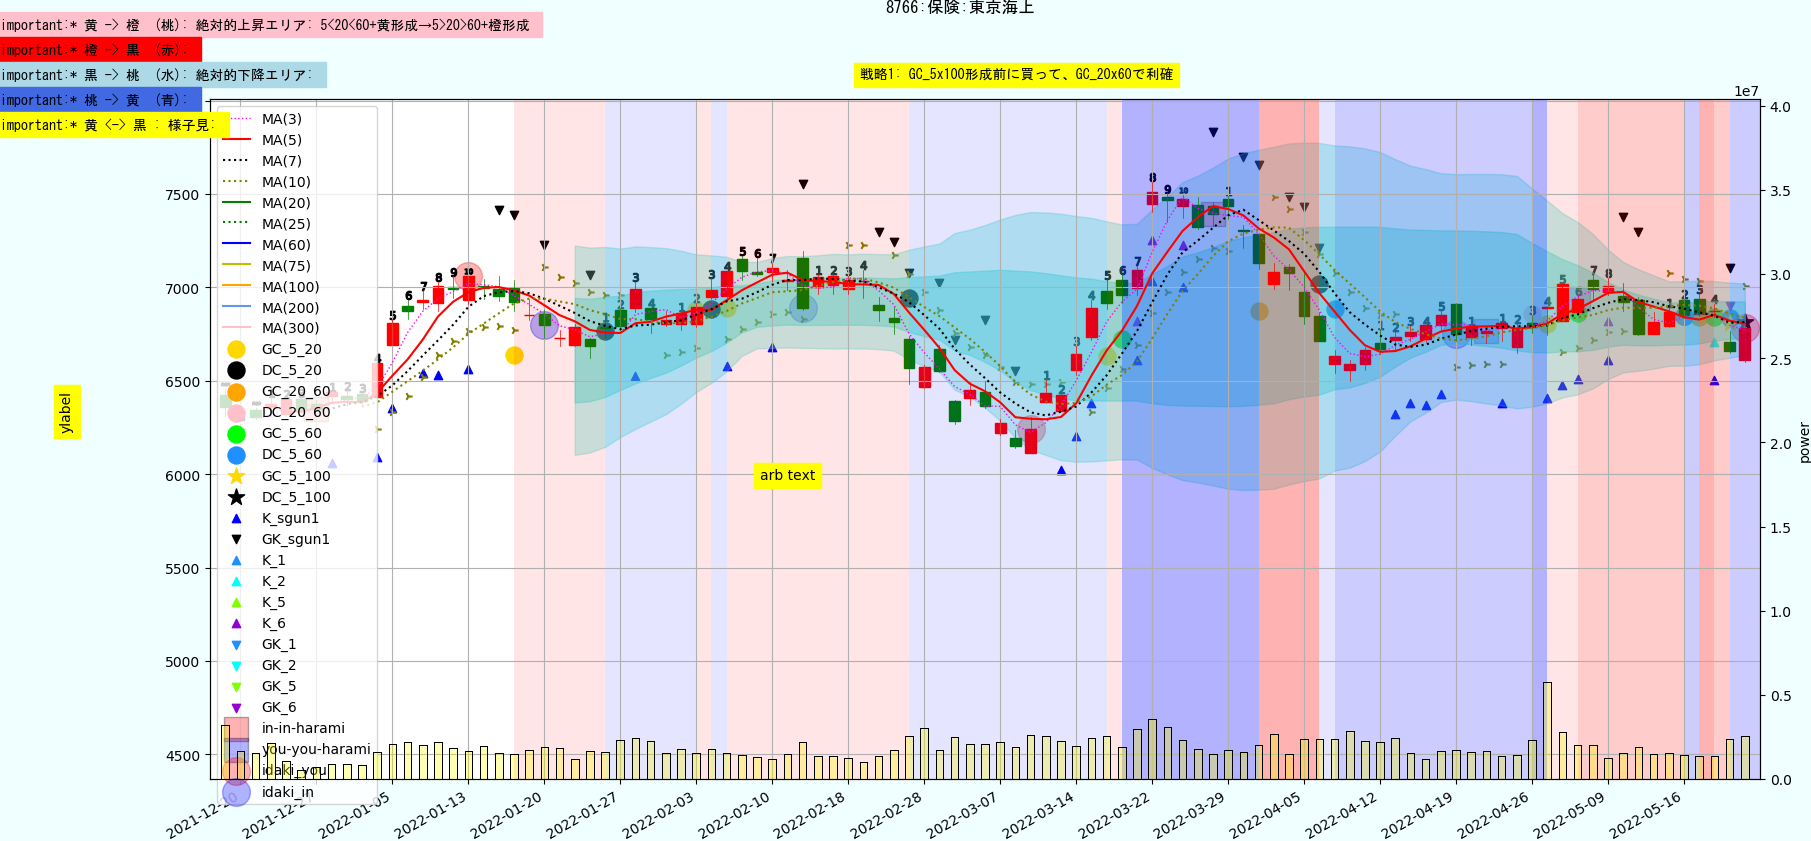 8766:保険:東京海上
important:* 黄 -> 橙 (桃): 絶対的上昇エリア: 5<20<60+黄形成→5>20>60+橙形成
important:* 橙 -> 黒 (赤):
important:* 黒 -> 桃 (水): 絶対的下降エリア:
戦略1: GC_5x100形成前に買って、GC_20x60で利確
important:* 桃 -> 黄 (青):
important:* 黄 <-> 黒 : 様子見:
1e7
MA(3)
MA(5)
MA(7)
MA(10)
MA(20)
MA(25)
MA(60)
MA(75)
MA(100)
MA(200)
MA(300)
GC_5_20
DC_5_20
GC_20_60
DC_20_60
GC_5_60
DC_5_60
GC_5_100
DC_5_100
K_sgun1
GK_sgun1
K_1
K_2
K_5
K_6
GK_1
GK_2
GK_5
GK_6
in-in-harami
you-you-harami
idaki_you
idaki_in
7500
7000
6500
6000
5500
5000
4500
ylabel
arb text
4.0
3.5
3.0
2.5
2.0
1.5
1.0
0.5
0.0
power
2022-01-05
2022-01-13
2022-01-20
2022-01-27
2022-02-03
2022-02-10
2022-02-18
2022-02-28
2022-03-07
2022-03-14
2022-03-22
2022-03-29
2022-04-05
2022-04-12
2022-04-19
2022-04-26
2022-05-09
2022-05-16